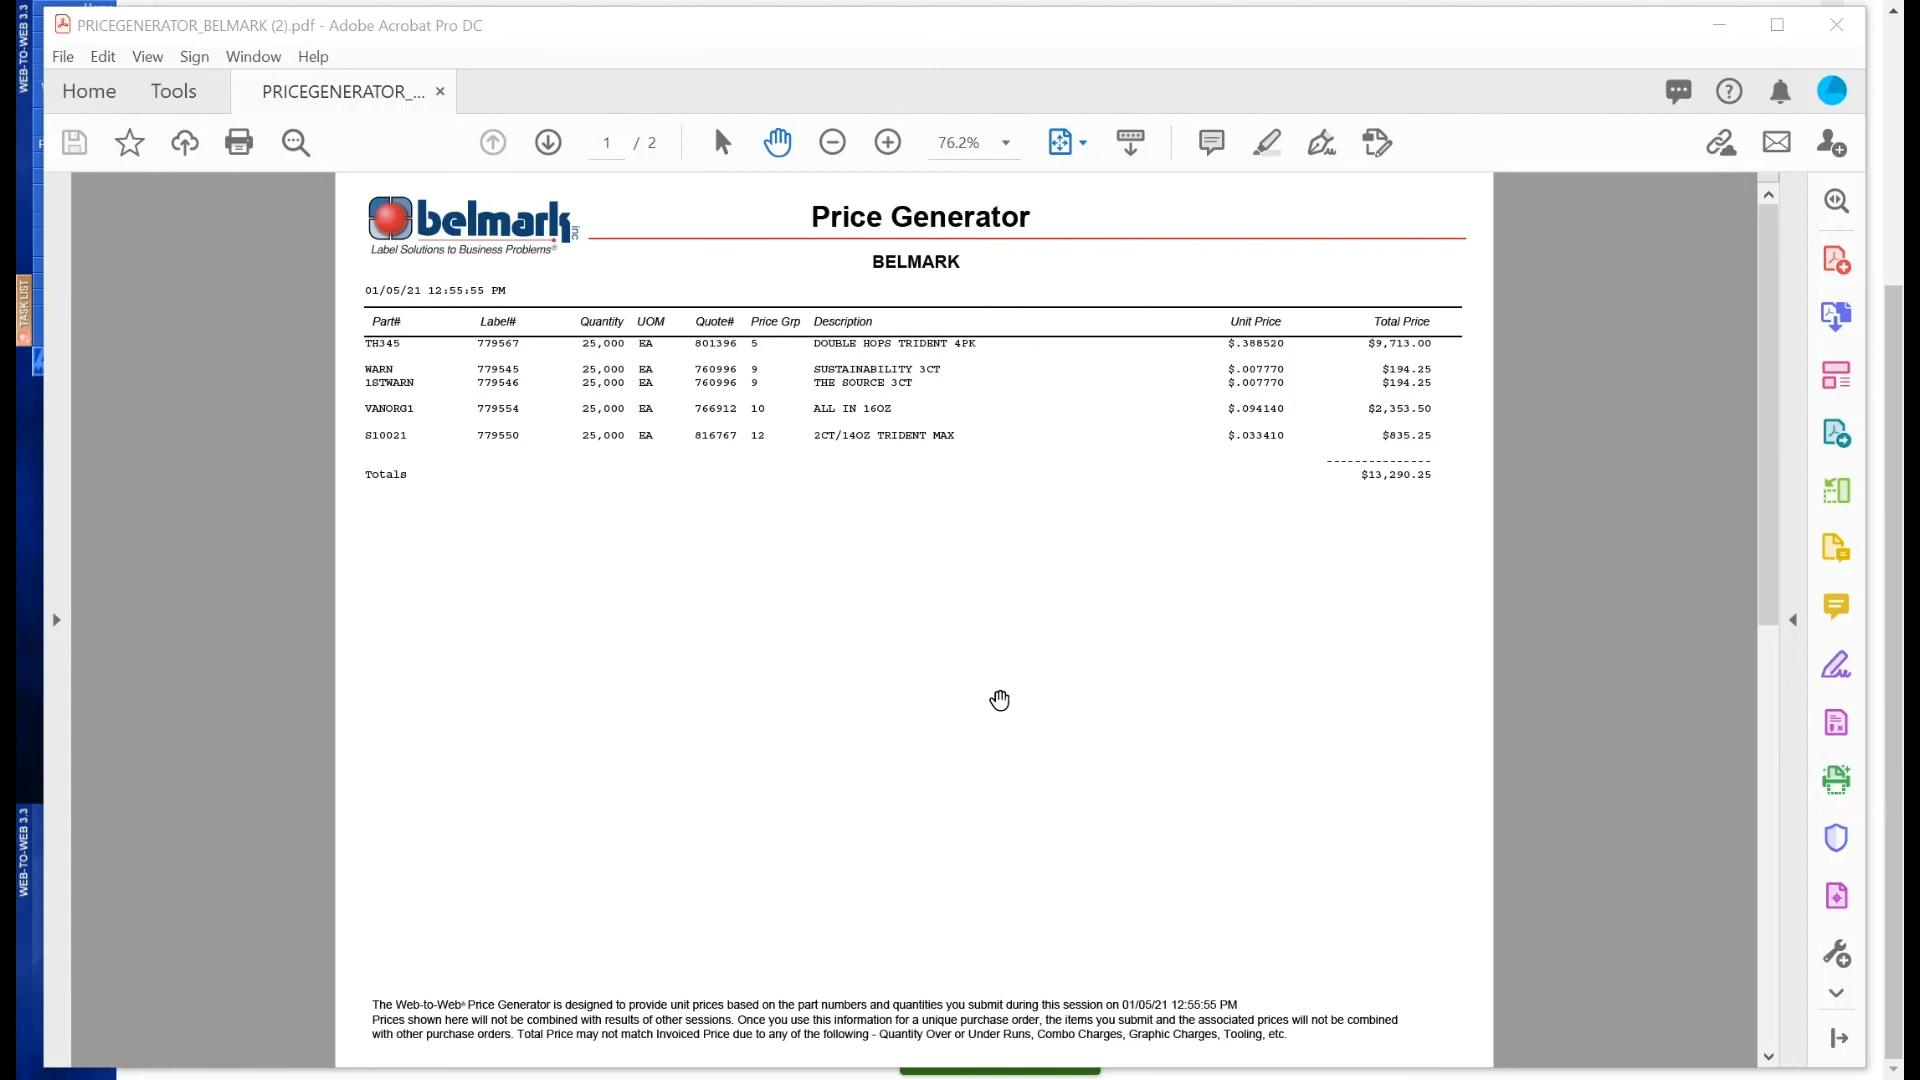 WEB-TO-WEB 3.3
PRICEGENERATOR_BELMARK (2).pdf - Adobe Acrobat Pro DC
File Edit View Sign Window Help
Home Tools PRICEGENERATOR_... ×
1 / 2 76.2%
belmark inc
Label Solutions to Business Problems®
Price Generator
BELMARK
01/05/21 12:55:55 PM
Part# Label# Quantity UOM Quote# Price Grp Description Unit Price Total Price
TH345 779567 25,000 EA 801396 5 DOUBLE HOPS TRIDENT 4PK $.388520 $9,713.00
WARN 779545 25,000 EA 760996 9 SUSTAINABILITY 3CT $.007770 $194.25
1STWARN 779546 25,000 EA 760996 9 THE SOURCE 3CT $.007770 $194.25
VANORG1 779554 25,000 EA 766912 10 ALL IN 16OZ $.094140 $2,353.50
S10021 779550 25,000 EA 816767 12 2CT/14OZ TRIDENT MAX $.033410 $835.25
---------------
Totals $13,290.25
The Web-to-Web® Price Generator is designed to provide unit prices based on the part numbers and quantities you submit during this session on 01/05/21 12:55:55 PM
Prices shown here will not be combined with results of other sessions. Once you use this information for a unique purchase order, the items you submit and the associated prices will not be combined
with other purchase orders. Total Price may not match Invoiced Price due to any of the following - Quantity Over or Under Runs, Combo Charges, Graphic Charges, Tooling, etc.
TASK LIST
WEB-TO-WEB 3.3